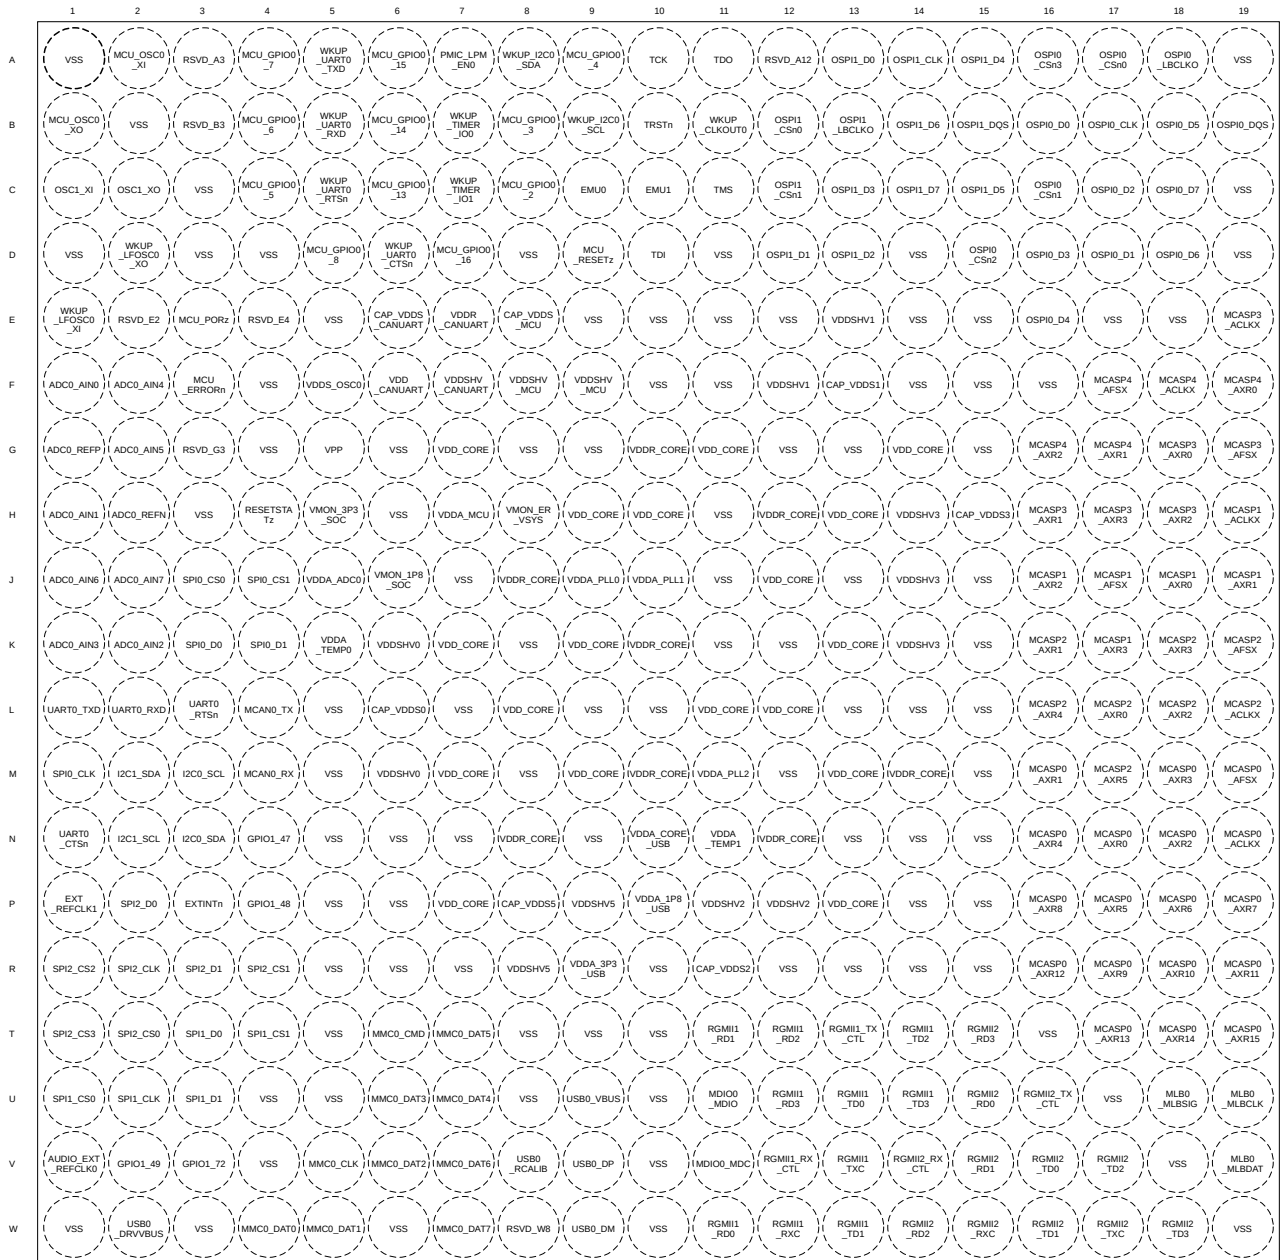 1 2 3 4 5 6 7 8 9 10 11 12 13 14 15 16 17 18 19
A VSS MCU_OSC0_XI RSVD_A3 MCU_GPIO0_7 WKUP_UART0_TXD MCU_GPIO0_15 PMIC_LPM_EN0 WKUP_I2C0_SDA MCU_GPIO0_4 TCK TDO RSVD_A12 OSPI1_D0 OSPI1_CLK OSPI1_D4 OSPI0_CSn3 OSPI0_CSn0 OSPI0_LBCLKO VSS
B MCU_OSC0_XO VSS RSVD_B3 MCU_GPIO0_6 WKUP_UART0_RXD MCU_GPIO0_14 WKUP_TIMER_IO0 MCU_GPIO0_3 WKUP_I2C0_SCL TRSTn WKUP_CLKOUT0 OSPI1_CSn0 OSPI1_LBCLKO OSPI1_D6 OSPI1_DQS OSPI0_D0 OSPI0_CLK OSPI0_D5 OSPI0_DQS
C OSC1_XI OSC1_XO VSS MCU_GPIO0_5 WKUP_UART0_RTSn MCU_GPIO0_13 WKUP_TIMER_IO1 MCU_GPIO0_2 EMU0 EMU1 TMS OSPI1_CSn1 OSPI1_D3 OSPI1_D7 OSPI1_D5 OSPI0_CSn1 OSPI0_D2 OSPI0_D7 VSS
D VSS WKUP_LFOSC0_XO VSS VSS MCU_GPIO0_8 WKUP_UART0_CTSn MCU_GPIO0_16 VSS MCU_RESETz TDI VSS OSPI1_D1 OSPI1_D2 VSS OSPI0_CSn2 OSPI0_D3 OSPI0_D1 OSPI0_D6 VSS
E WKUP_LFOSC0_XI RSVD_E2 MCU_PORz RSVD_E4 VSS CAP_VDDS_CANUART VDDR_CANUART CAP_VDDS_MCU VSS VSS VSS VSS VDDSHV1 VSS VSS OSPI0_D4 VSS VSS MCASP3_ACLKX
F ADC0_AIN0 ADC0_AIN4 MCU_ERRORn VSS VDDS_OSC0 VDD_CANUART VDDSHV_CANUART VDDSHV_MCU VDDSHV_MCU VSS VSS VDDSHV1 CAP_VDDS1 VSS VSS VSS MCASP4_AFSX MCASP4_ACLKX MCASP4_AXR0
G ADC0_REFP ADC0_AIN5 RSVD_G3 VSS VPP VSS VDD_CORE VSS VSS VDDR_CORE VDD_CORE VSS VSS VDD_CORE VSS MCASP4_AXR2 MCASP4_AXR1 MCASP3_AXR0 MCASP3_AFSX
H ADC0_AIN1 ADC0_REFN VSS RESETSTATz VMON_3P3_SOC VSS VDDA_MCU VMON_ER_VSYS VDD_CORE VDD_CORE VSS VDDR_CORE VDD_CORE VDDSHV3 CAP_VDDS3 MCASP3_AXR1 MCASP3_AXR3 MCASP3_AXR2 MCASP1_ACLKX
J ADC0_AIN6 ADC0_AIN7 SPI0_CS0 SPI0_CS1 VDDA_ADC0 VMON_1P8_SOC VSS VDDR_CORE VDDA_PLL0 VDDA_PLL1 VSS VDD_CORE VSS VDDSHV3 VSS MCASP1_AXR2 MCASP1_AFSX MCASP1_AXR0 MCASP1_AXR1
K ADC0_AIN3 ADC0_AIN2 SPI0_D0 SPI0_D1 VDDA_TEMP0 VDDSHV0 VDD_CORE VSS VDD_CORE VDDR_CORE VDD_CORE VSS VDD_CORE VDDSHV3 VSS MCASP2_AXR1 MCASP1_AXR3 MCASP2_AXR3 MCASP2_AFSX
L UART0_TXD UART0_RXD UART0_RTSn MCAN0_TX VSS CAP_VDDS0 VSS VDD_CORE VSS VSS VDD_CORE VDD_CORE VSS VSS VSS MCASP2_AXR4 MCASP2_AXR0 MCASP2_AXR2 MCASP2_ACLKX
M SPI0_CLK I2C1_SDA I2C0_SCL MCAN0_RX VSS VDDSHV0 VDD_CORE VSS VDD_CORE VDDR_CORE VDDA_PLL2 VSS VDD_CORE VDDR_CORE VSS MCASP0_AXR1 MCASP2_AXR5 MCASP0_AXR3 MCASP0_AFSX
N UART0_CTSn I2C1_SCL I2C0_SDA GPIO1_47 VSS VSS VSS VDDR_CORE VSS VDDA_CORE_USB VDDA_TEMP1 VDDR_CORE VSS VSS VSS MCASP0_AXR4 MCASP0_AXR0 MCASP0_AXR2 MCASP0_ACLKX
P EXT_REFCLK1 SPI2_D0 EXTINTn GPIO1_48 VSS VSS VDD_CORE CAP_VDDS5 VDDSHV5 VDDA_1P8_USB VDDSHV2 VDDSHV2 VDD_CORE VSS VSS MCASP0_AXR8 MCASP0_AXR5 MCASP0_AXR6 MCASP0_AXR7
R SPI2_CS2 SPI2_CLK SPI2_D1 SPI2_CS1 VSS VSS VSS VDDSHV5 VDDA_3P3_USB VSS CAP_VDDS2 VSS VSS VSS VSS MCASP0_AXR12 MCASP0_AXR9 MCASP0_AXR10 MCASP0_AXR11
T SPI2_CS3 SPI2_CS0 SPI1_D0 SPI1_CS1 VSS MMC0_CMD MMC0_DAT5 VSS VSS VSS RGMII1_RD1 RGMII1_RD2 RGMII1_TX_CTL RGMII1_TD2 RGMII2_RD3 VSS MCASP0_AXR13 MCASP0_AXR14 MCASP0_AXR15
U SPI1_CS0 SPI1_CLK SPI1_D1 VSS VSS MMC0_DAT3 MMC0_DAT4 VSS USB0_VBUS VSS MDIO0_MDIO RGMII1_RD3 RGMII1_TD0 RGMII1_TD3 RGMII2_RD0 RGMII2_TX_CTL VSS MLB0_MLBSIG MLB0_MLBCLK
V AUDIO_EXT_REFCLK0 GPIO1_49 GPIO1_72 VSS MMC0_CLK MMC0_DAT2 MMC0_DAT6 USB0_RCALIB USB0_DP VSS MDIO0_MDC RGMII1_RX_CTL RGMII1_TXC RGMII2_RX_CTL RGMII2_RD1 RGMII2_TD0 RGMII2_TD2 VSS MLB0_MLBDAT
W VSS USB0_DRVVBUS VSS MMC0_DAT0 MMC0_DAT1 VSS MMC0_DAT7 RSVD_W8 USB0_DM VSS RGMII1_RD0 RGMII1_RXC RGMII1_TD1 RGMII2_RD2 RGMII2_RXC RGMII2_TD1 RGMII2_TXC RGMII2_TD3 VSS